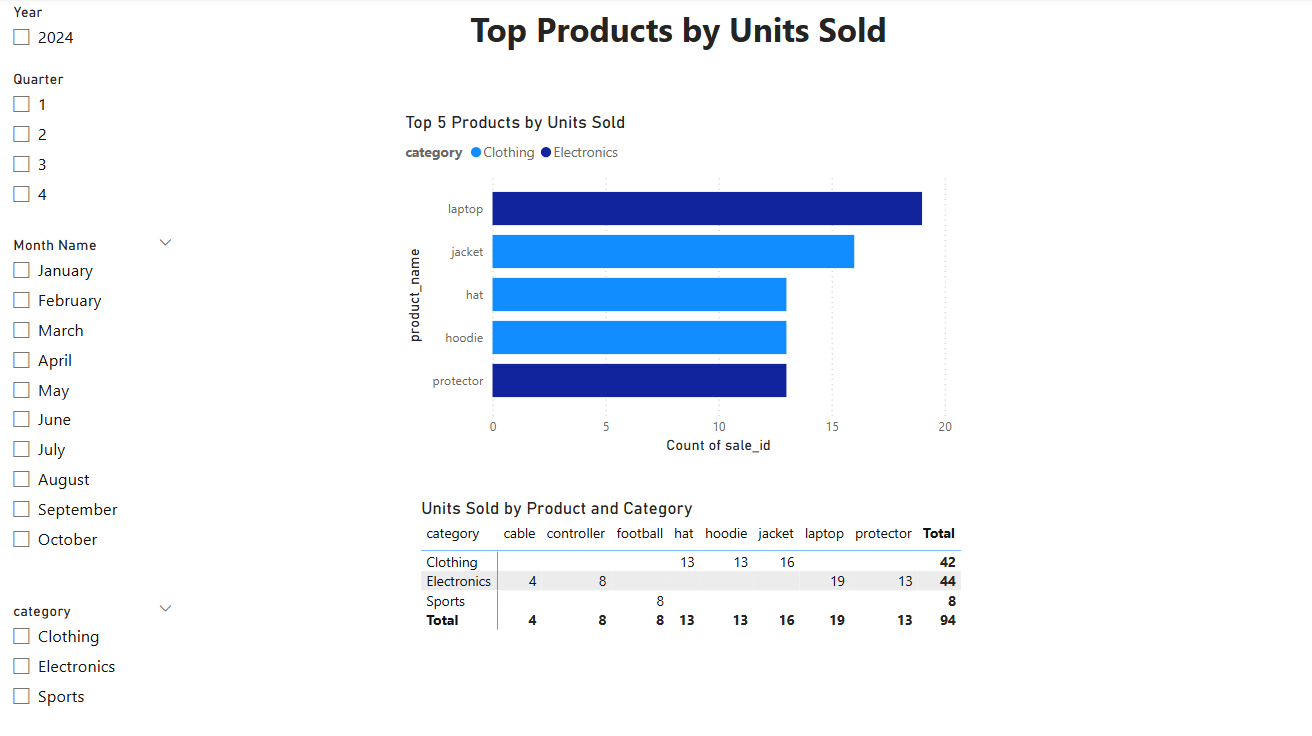 Year
2024
Quarter
1
2
3
4
Month Name
January
February
March
April
May
June
July
August
September
October
category
Clothing
Electronics
Sports
Top Products by Units Sold
Top 5 Products by Units Sold
category Clothing Electronics
product_name
laptop
jacket
hat
hoodie
protector
0 5 10 15 20
Count of sale_id
Units Sold by Product and Category
category cable controller football hat hoodie jacket laptop protector Total
Clothing 13 13 16 42
Electronics 4 8 19 13 44
Sports 8 8
Total 4 8 8 13 13 16 19 13 94